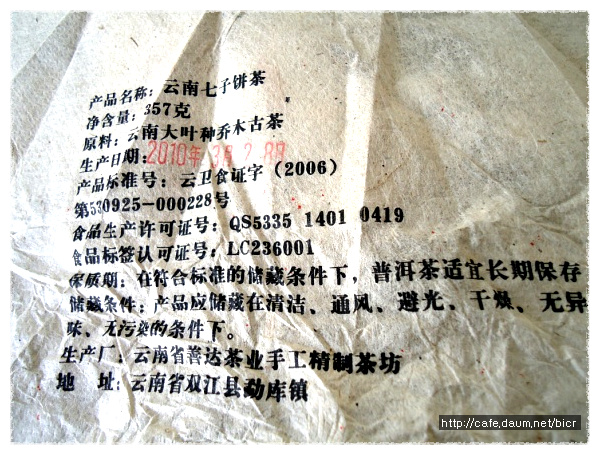 产品名称：云南七子饼茶
净含量：357克
原料：云南大叶种乔木古茶
生产日期：2010年 3月 2 8日
产品标准号：云卫食证字（2006）
第530925-000228号
食品生产许可证号：QS5335 1401 0419
食品标签认可证号：LC236001
保质期：在符合标准的储藏条件下，普洱茶适宜长期保存
储藏条件：产品应储藏在清洁、通风、避光、干燥、无异
味、无污染的条件下。
生产厂：云南省善达茶业手工精制茶坊
地 址：云南省双江县勐库镇
http://cafe.daum.net/bicr